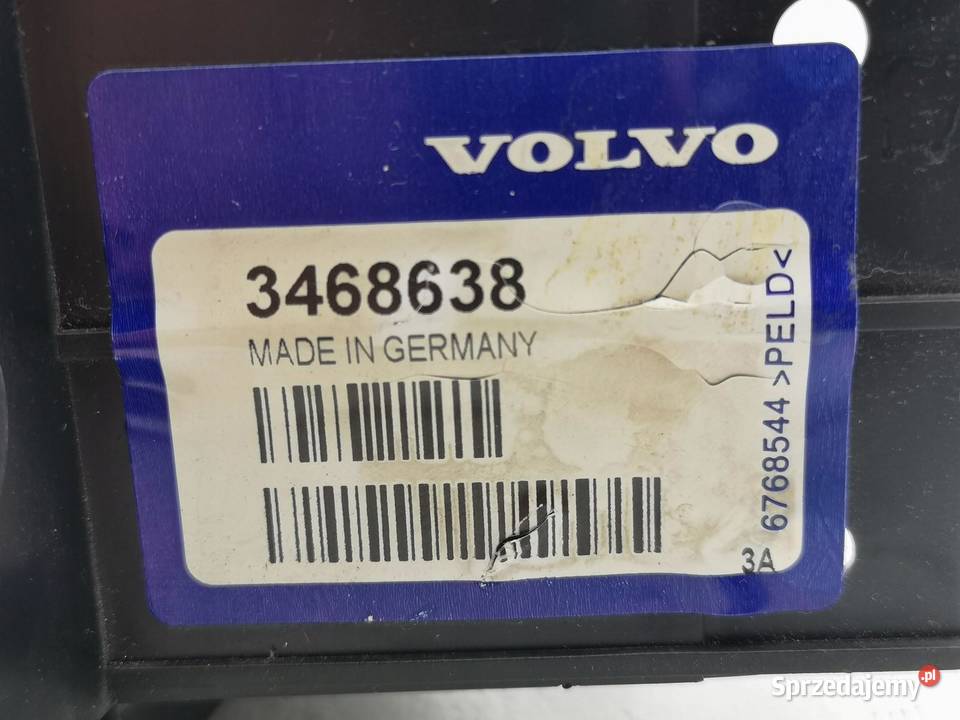 VOLVO
3468638
MADE IN GERMANY
6768544 >PELD<
3A
Sprzedajemy.pl